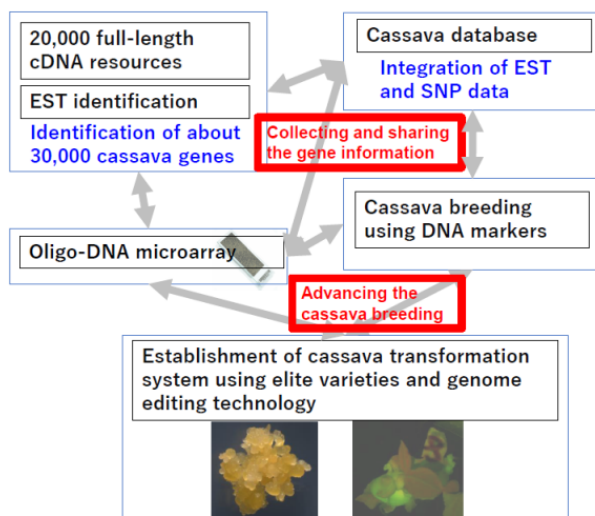 20,000 full-length
cDNA resources
EST identification
Identification of about
30,000 cassava genes
Cassava database
Integration of EST
and SNP data
Collecting and sharing
the gene information
Oligo-DNA microarray
Cassava breeding
using DNA markers
Advancing the
cassava breeding
Establishment of cassava transformation
system using elite varieties and genome
editing technology